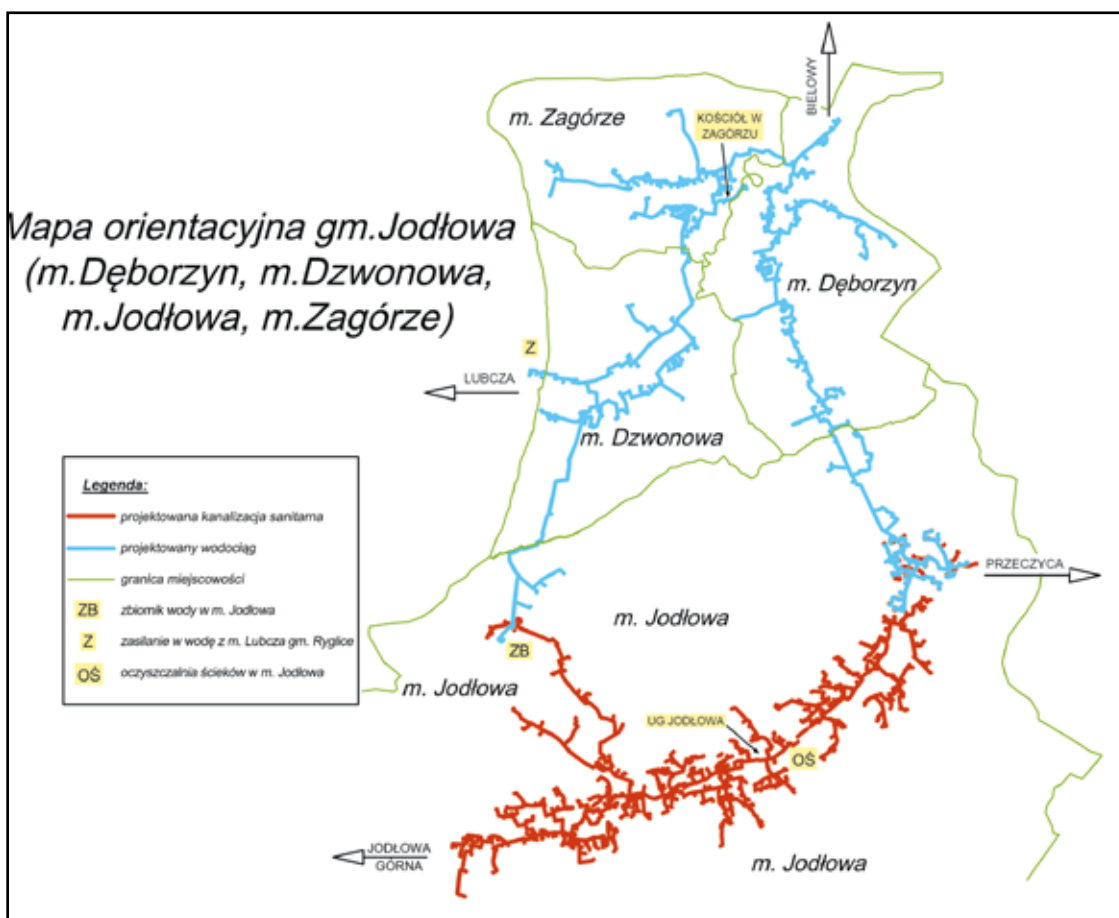 BIELOWY
m. Zagórze
KOŚCIÓŁ W
ZAGÓRZU
Mapa orientacyjna gm.Jodłowa
(m.Dęborzyn, m.Dzwonowa,
m.Jodłowa, m.Zagórze)
m. Dęborzyn
Z
LUBCZA
m. Dzwonowa
Legenda:
projektowana kanalizacja sanitarna
projektowany wodociąg
granica miejscowości
ZB zbiornik wody w m. Jodłowa
Z zasilanie w wodę z m. Lubcza gm. Ryglice
OŚ oczyszczalnia ścieków w m. Jodłowa
PRZECZYCA
m. Jodłowa
ZB
m. Jodłowa
UG JODŁOWA
OŚ
JODŁOWA
GÓRNA
m. Jodłowa